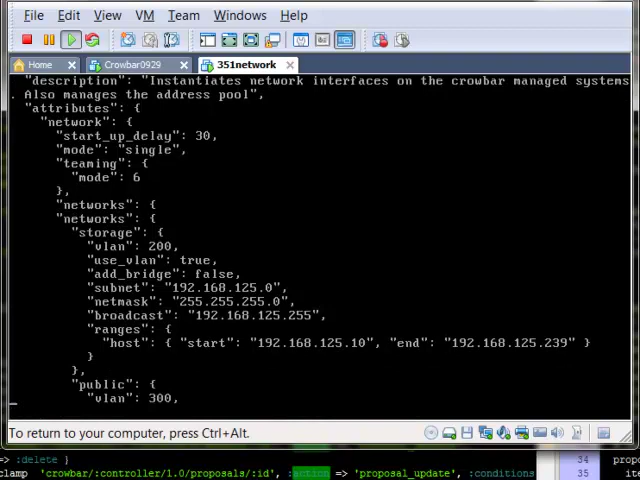 File Edit View VM Team Windows Help
Home Crowbar0929 351network
"description": "Instantiates network interfaces on the crowbar managed systems
. Also manages the address pool",
"attributes": {
"network": {
"start_up_delay": 30,
"mode": "single",
"teaming": {
"mode": 6
},
"networks": {
"networks": {
"storage": {
"vlan": 200,
"use_vlan": true,
"add_bridge": false,
"subnet": "192.168.125.0",
"netmask": "255.255.255.0",
"broadcast": "192.168.125.255",
"ranges": {
"host": { "start": "192.168.125.10", "end": "192.168.125.239" }
}
},
"public": {
"vlan": 300,
To return to your computer, press Ctrl+Alt.
=> :delete }
clamp 'crowbar/:controller/1.0/proposals/:id', :action => 'proposal_update', :conditions
34 propo
35 ite